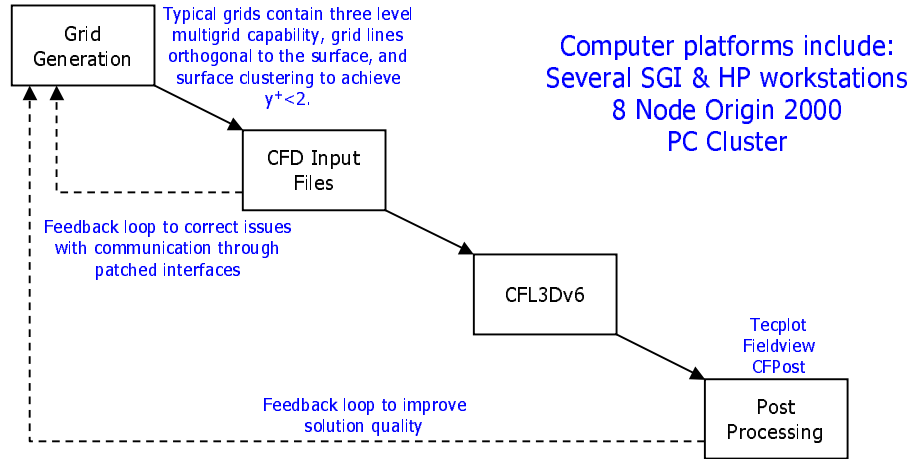 Grid
Generation
Typical grids contain three level
multigrid capability, grid lines
orthogonal to the surface, and
surface clustering to achieve
y+<2.
Computer platforms include:
Several SGI & HP workstations
8 Node Origin 2000
PC Cluster
CFD Input
Files
Feedback loop to correct issues
with communication through
patched interfaces
CFL3Dv6
Tecplot
Fieldview
CFPost
Post
Processing
Feedback loop to improve
solution quality